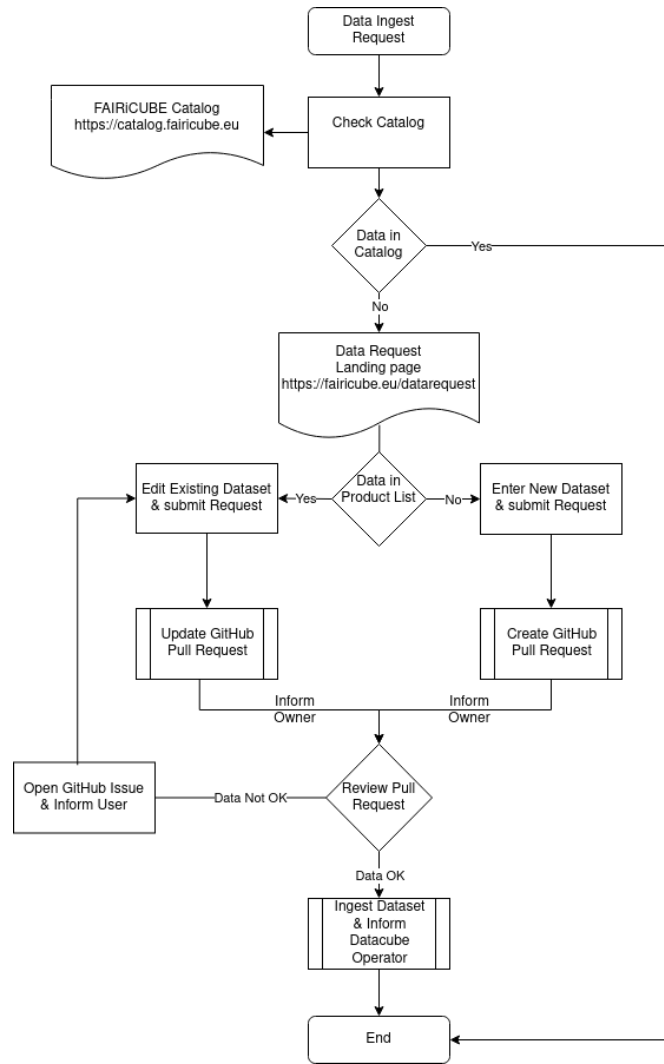 Data Ingest
Request
FAIRiCUBE Catalog
https://catalog.fairicube.eu
Check Catalog
Data in
Catalog
Yes
No
Data Request
Landing page
https://fairicube.eu/datarequest
Edit Existing Dataset
& submit Request
Yes
Data in
Product List
No
Enter New Dataset
& submit Request
Update GitHub
Pull Request
Create GitHub
Pull Request
Inform
Owner
Inform
Owner
Open GitHub Issue
& Inform User
Data Not OK
Review Pull
Request
Data OK
Ingest Dataset
& Inform
Datacube
Operator
End